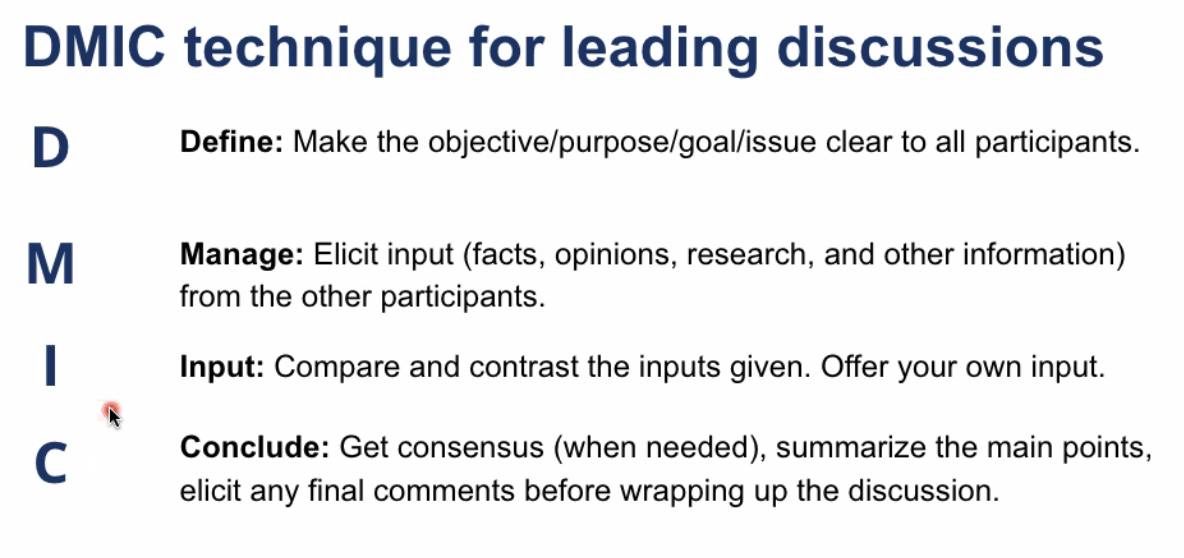 DMIC technique for leading discussions
D
Define: Make the objective/purpose/goal/issue clear to all participants.
M
Manage: Elicit input (facts, opinions, research, and other information)
from the other participants.
I
Input: Compare and contrast the inputs given. Offer your own input.
C
Conclude: Get consensus (when needed), summarize the main points,
elicit any final comments before wrapping up the discussion.